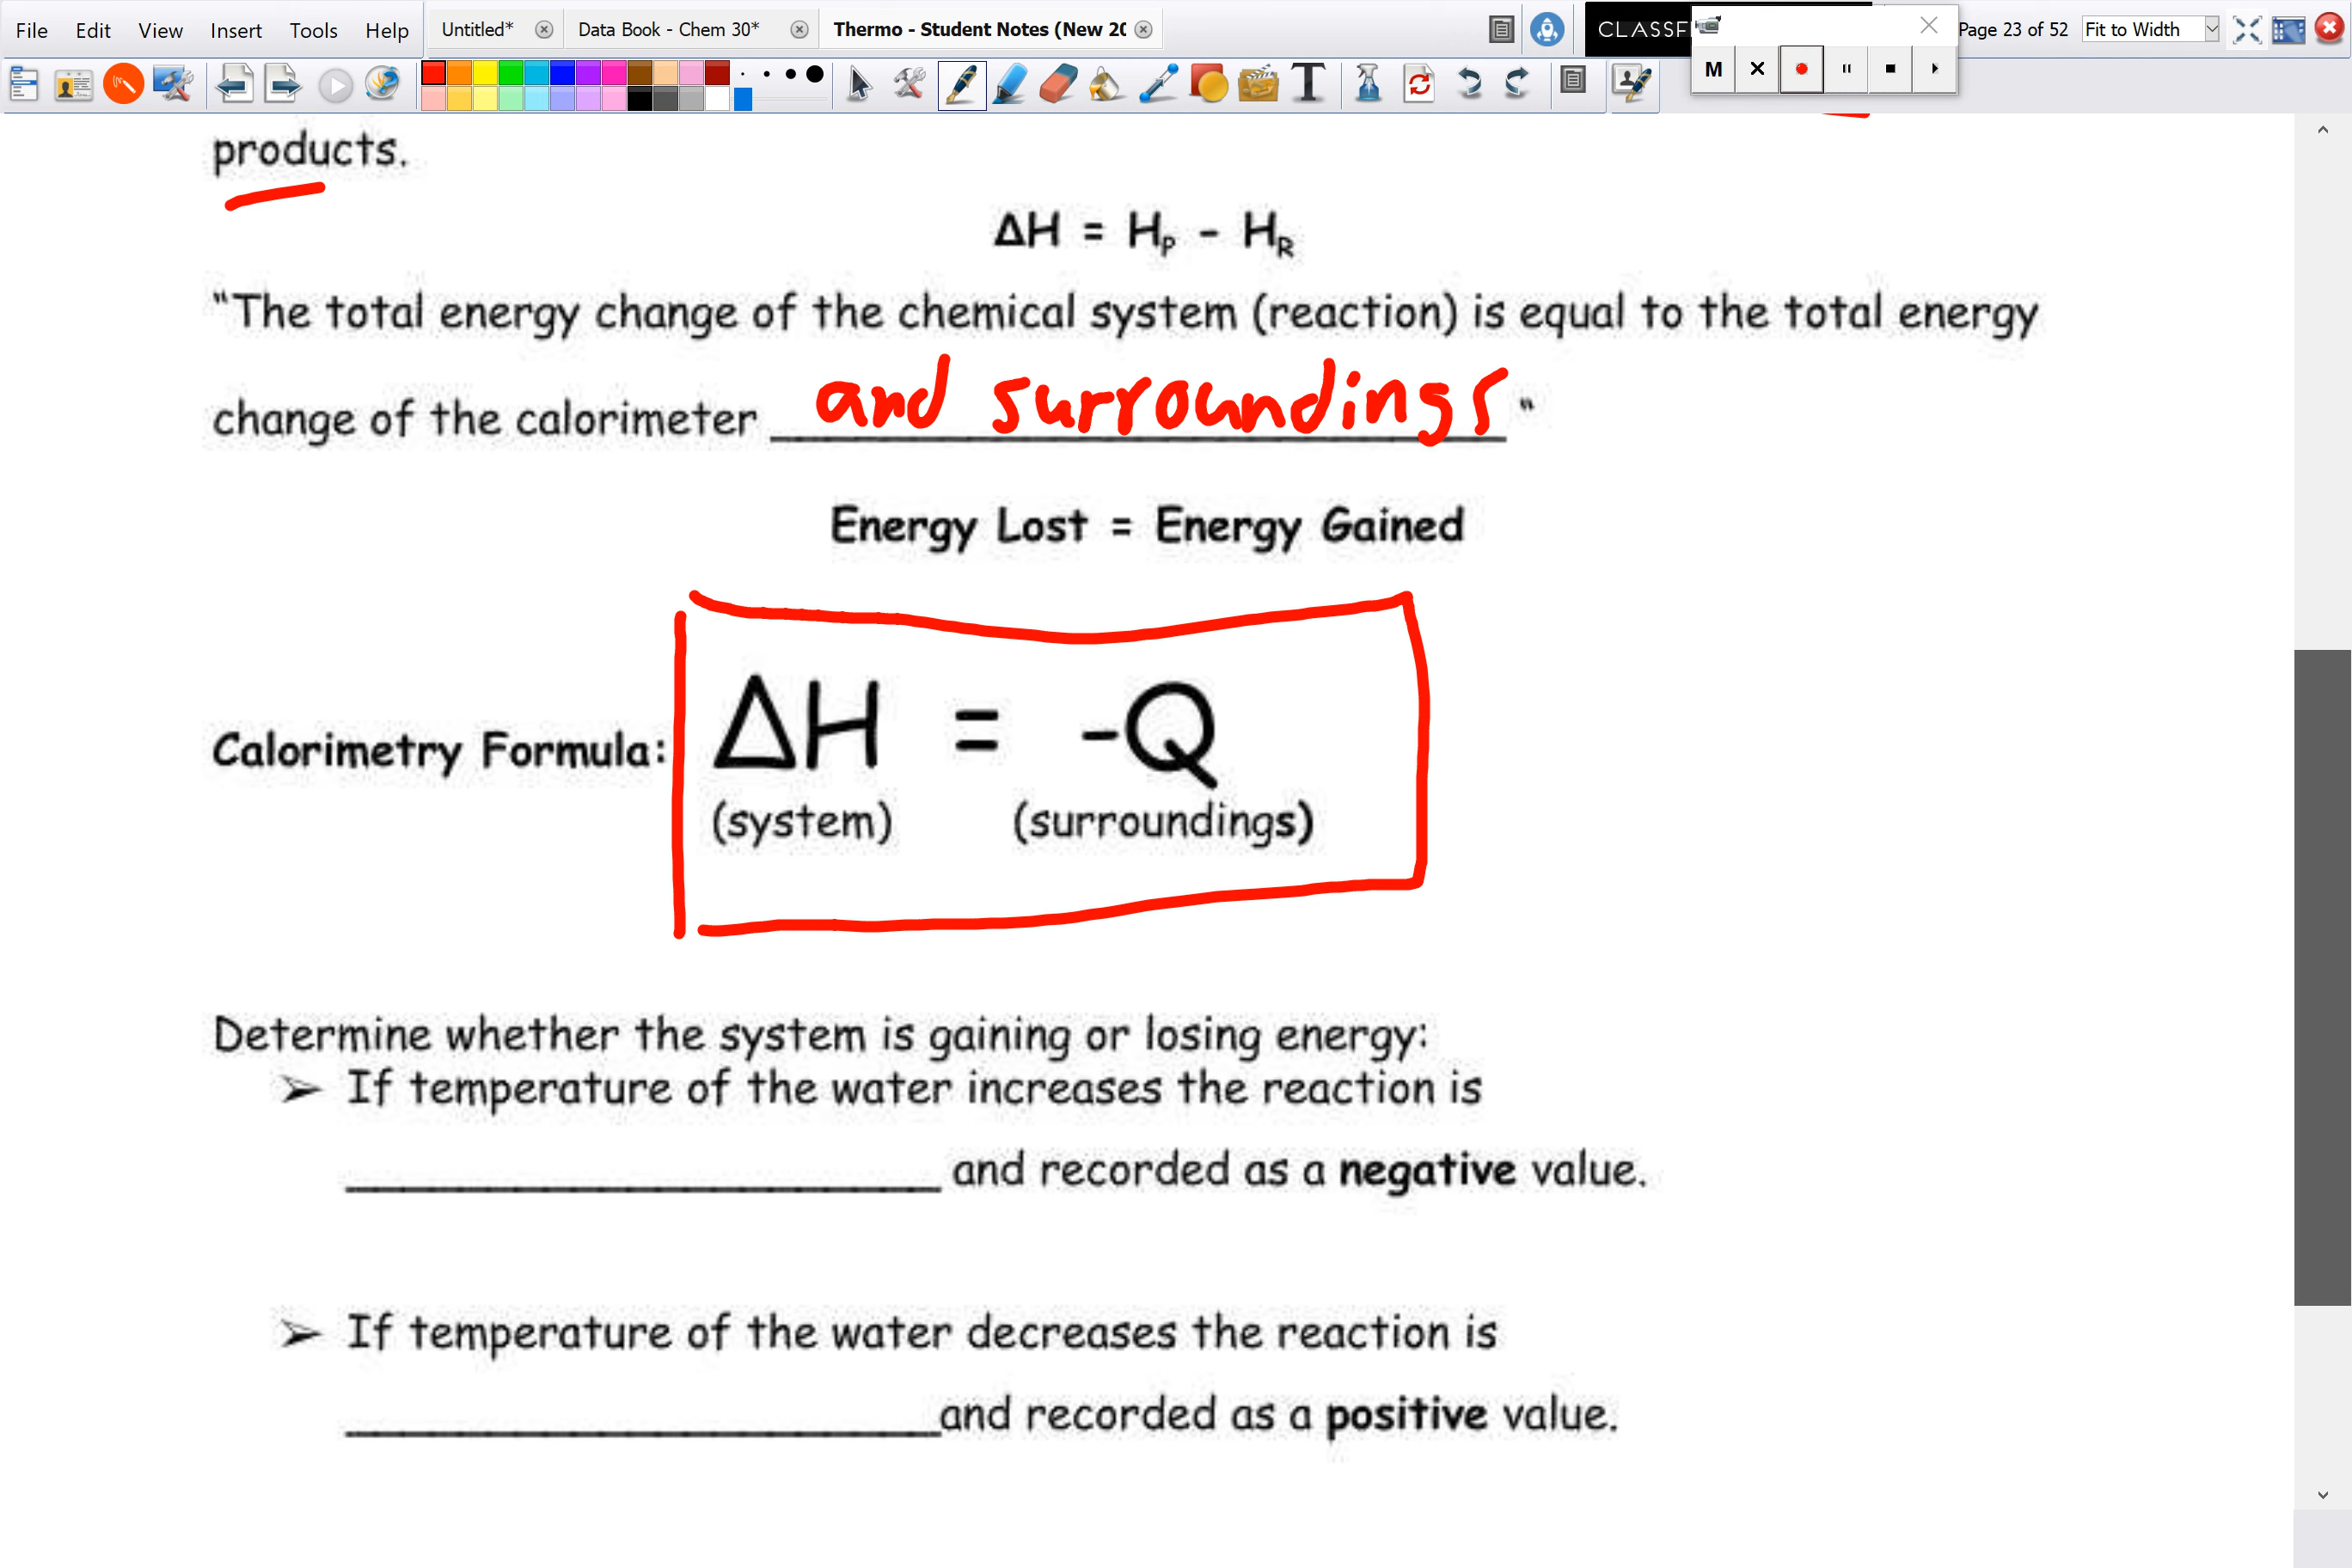 File Edit View Insert Tools Help Untitled* Data Book - Chem 30* Thermo - Student Notes (New 20 CLASSF Page 23 of 52 Fit to Width
M
products.
ΔH = HP - HR
"The total energy change of the chemical system (reaction) is equal to the total energy
change of the calorimeter and surroundings "
Energy Lost = Energy Gained
Calorimetry Formula: ΔH = -Q
(system) (surroundings)
Determine whether the system is gaining or losing energy:
➢ If temperature of the water increases the reaction is
____________________ and recorded as a negative value.
➢ If temperature of the water decreases the reaction is
____________________and recorded as a positive value.